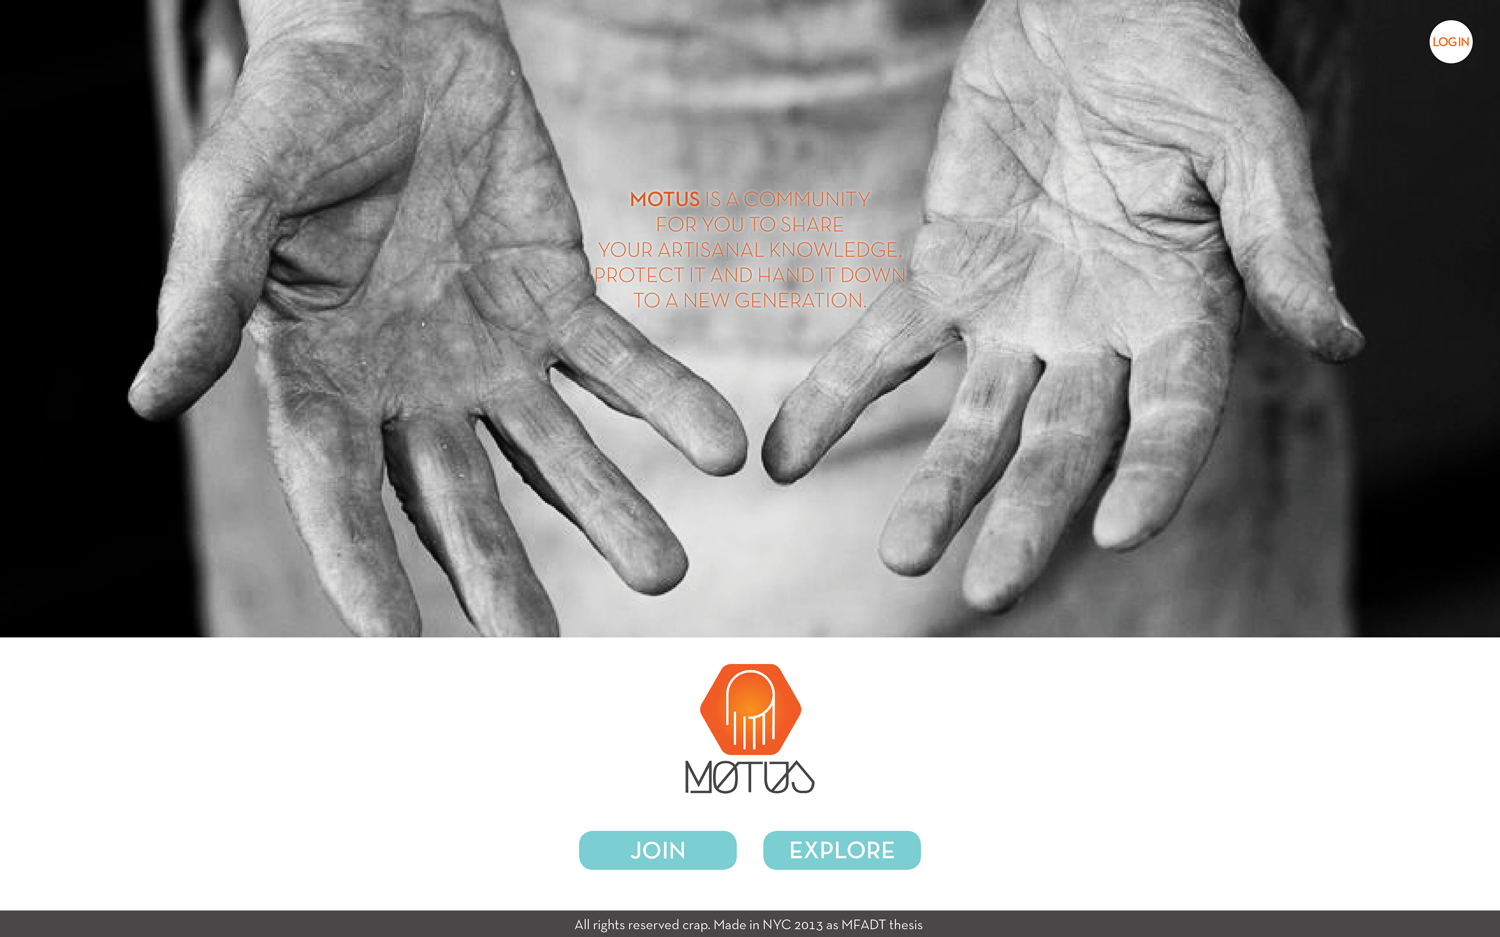 LOGIN
MOTUS IS A COMMUNITY
FOR YOU TO SHARE
YOUR ARTISANAL KNOWLEDGE,
PROTECT IT AND HAND IT DOWN
TO A NEW GENERATION.
MOTUS
JOIN EXPLORE
All rights reserved crap. Made in NYC 2013 as MFADT thesis